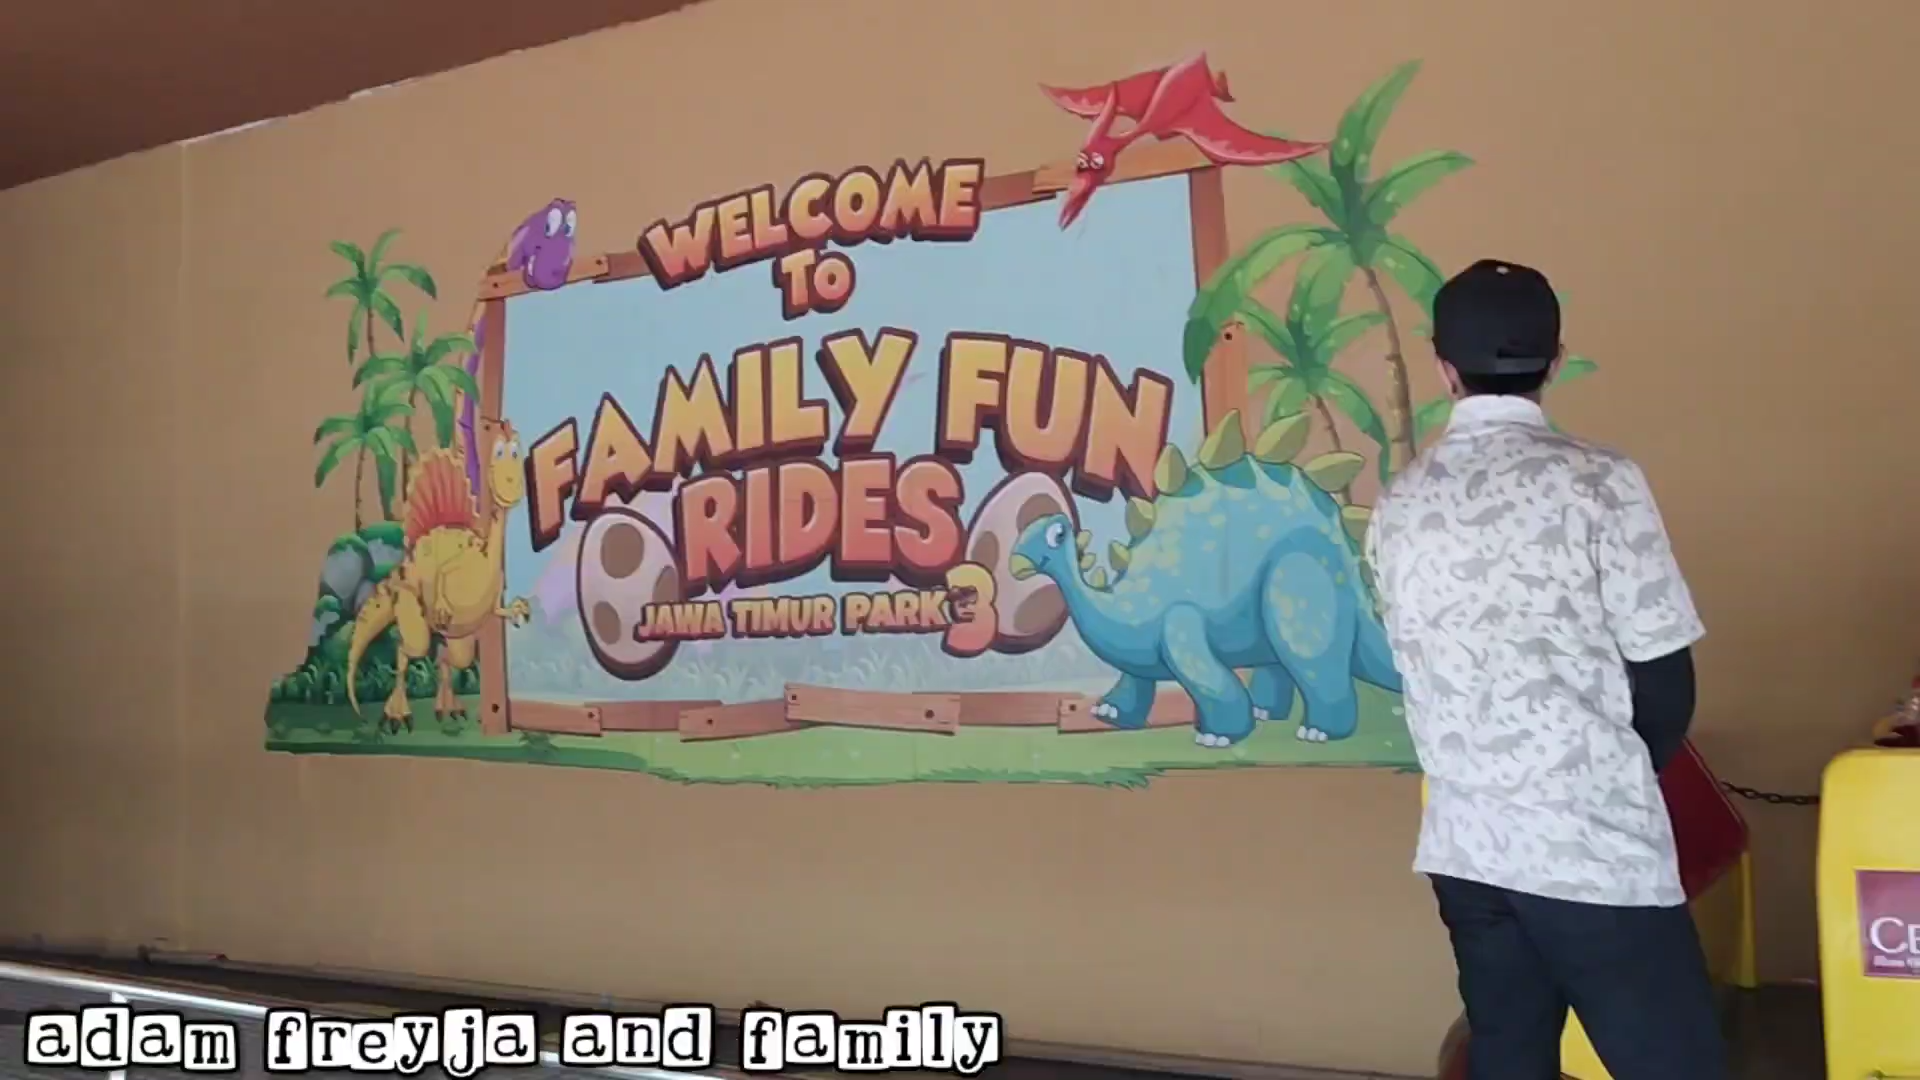 WELCOME
TO
FAMILY FUN
RIDES
JAWA TIMUR PARK 3
adam freyja and family